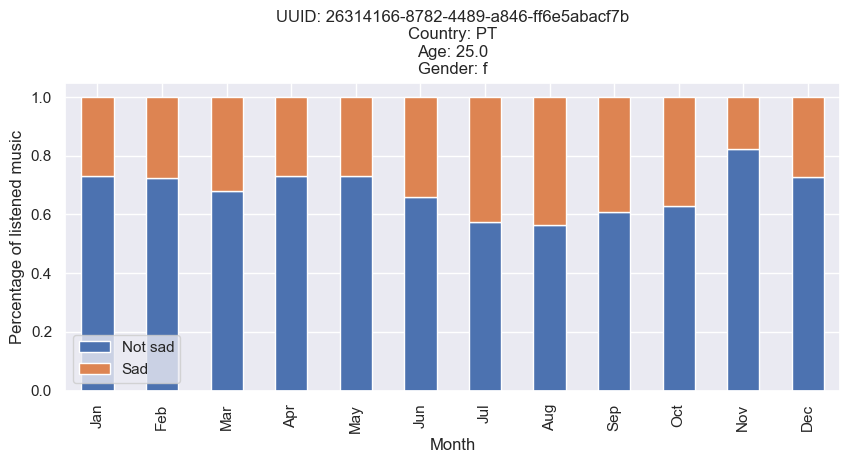 UUID: 26314166-8782-4489-a846-ff6e5abacf7b
Country: PT
Age: 25.0
Gender: f
Percentage of listened music
1.0
0.8
0.6
0.4
0.2
0.0
Not sad
Sad
Jan
Feb
Mar
Apr
May
Jun
Jul
Aug
Sep
Oct
Nov
Dec
Month